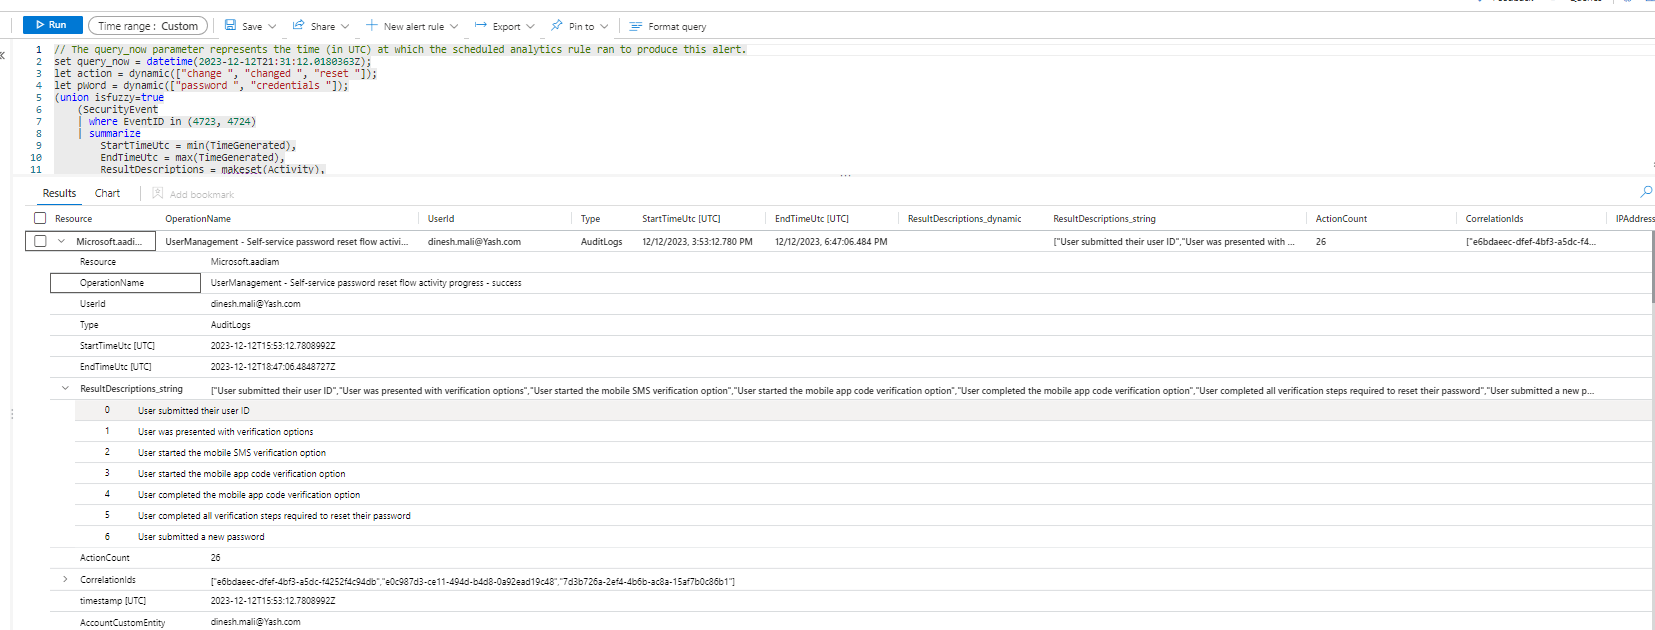 Run Time range : Custom Save Share New alert rule Export Pin to Format query
1 // The query_now parameter represents the time (in UTC) at which the scheduled analytics rule ran to produce this alert.
2 set query_now = datetime(2023-12-12T21:31:12.0180363Z);
3 let action = dynamic(["change ", "changed ", "reset "]);
4 let pWord = dynamic(["password ", "credentials "]);
5 (union isfuzzy=true
6 (SecurityEvent
7 | where EventID in (4723, 4724)
8 | summarize
9 StartTimeUtc = min(TimeGenerated),
10 EndTimeUtc = max(TimeGenerated),
11 ResultDescriptions = makeset(Activity),
...
Results Chart Add bookmark
Resource OperationName UserId Type StartTimeUtc [UTC] EndTimeUtc [UTC] ResultDescriptions_dynamic ResultDescriptions_string ActionCount CorrelationIds IPAddress
Microsoft.aadi... UserManagement - Self-service password reset flow activi... dinesh.mali@Yash.com AuditLogs 12/12/2023, 3:53:12.780 PM 12/12/2023, 6:47:06.484 PM ["User submitted their user ID","User was presented with ... 26 ["e6bdaeec-dfef-4bf3-a5dc-f4...
Resource Microsoft.aadiam
OperationName UserManagement - Self-service password reset flow activity progress - success
UserId dinesh.mali@Yash.com
Type AuditLogs
StartTimeUtc [UTC] 2023-12-12T15:53:12.7808992Z
EndTimeUtc [UTC] 2023-12-12T18:47:06.4848727Z
ResultDescriptions_string ["User submitted their user ID","User was presented with verification options","User started the mobile SMS verification option","User started the mobile app code verification option","User completed the mobile app code verification option","User completed all verification steps required to reset their password","User submitted a new p...
0 User submitted their user ID
1 User was presented with verification options
2 User started the mobile SMS verification option
3 User started the mobile app code verification option
4 User completed the mobile app code verification option
5 User completed all verification steps required to reset their password
6 User submitted a new password
ActionCount 26
CorrelationIds ["e6bdaeec-dfef-4bf3-a5dc-f4252f4c94db","e0c987d3-ce11-494d-b4d8-0a92ead19c48","7d3b726a-2ef4-4b6b-ac8a-15af7b0c86b1"]
timestamp [UTC] 2023-12-12T15:53:12.7808992Z
AccountCustomEntity dinesh.mali@Yash.com